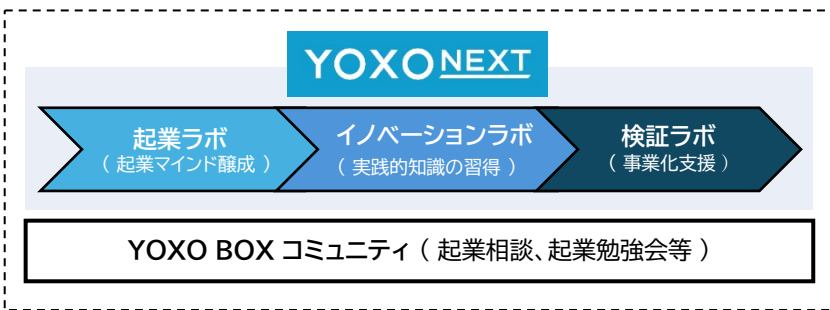 YOXO NEXT
起業ラボ
（ 起業マインド醸成 ）
イノベーションラボ
（ 実践的知識の習得 ）
検証ラボ
（ 事業化支援 ）
YOXO BOX コミュニティ（ 起業相談、起業勉強会等 ）